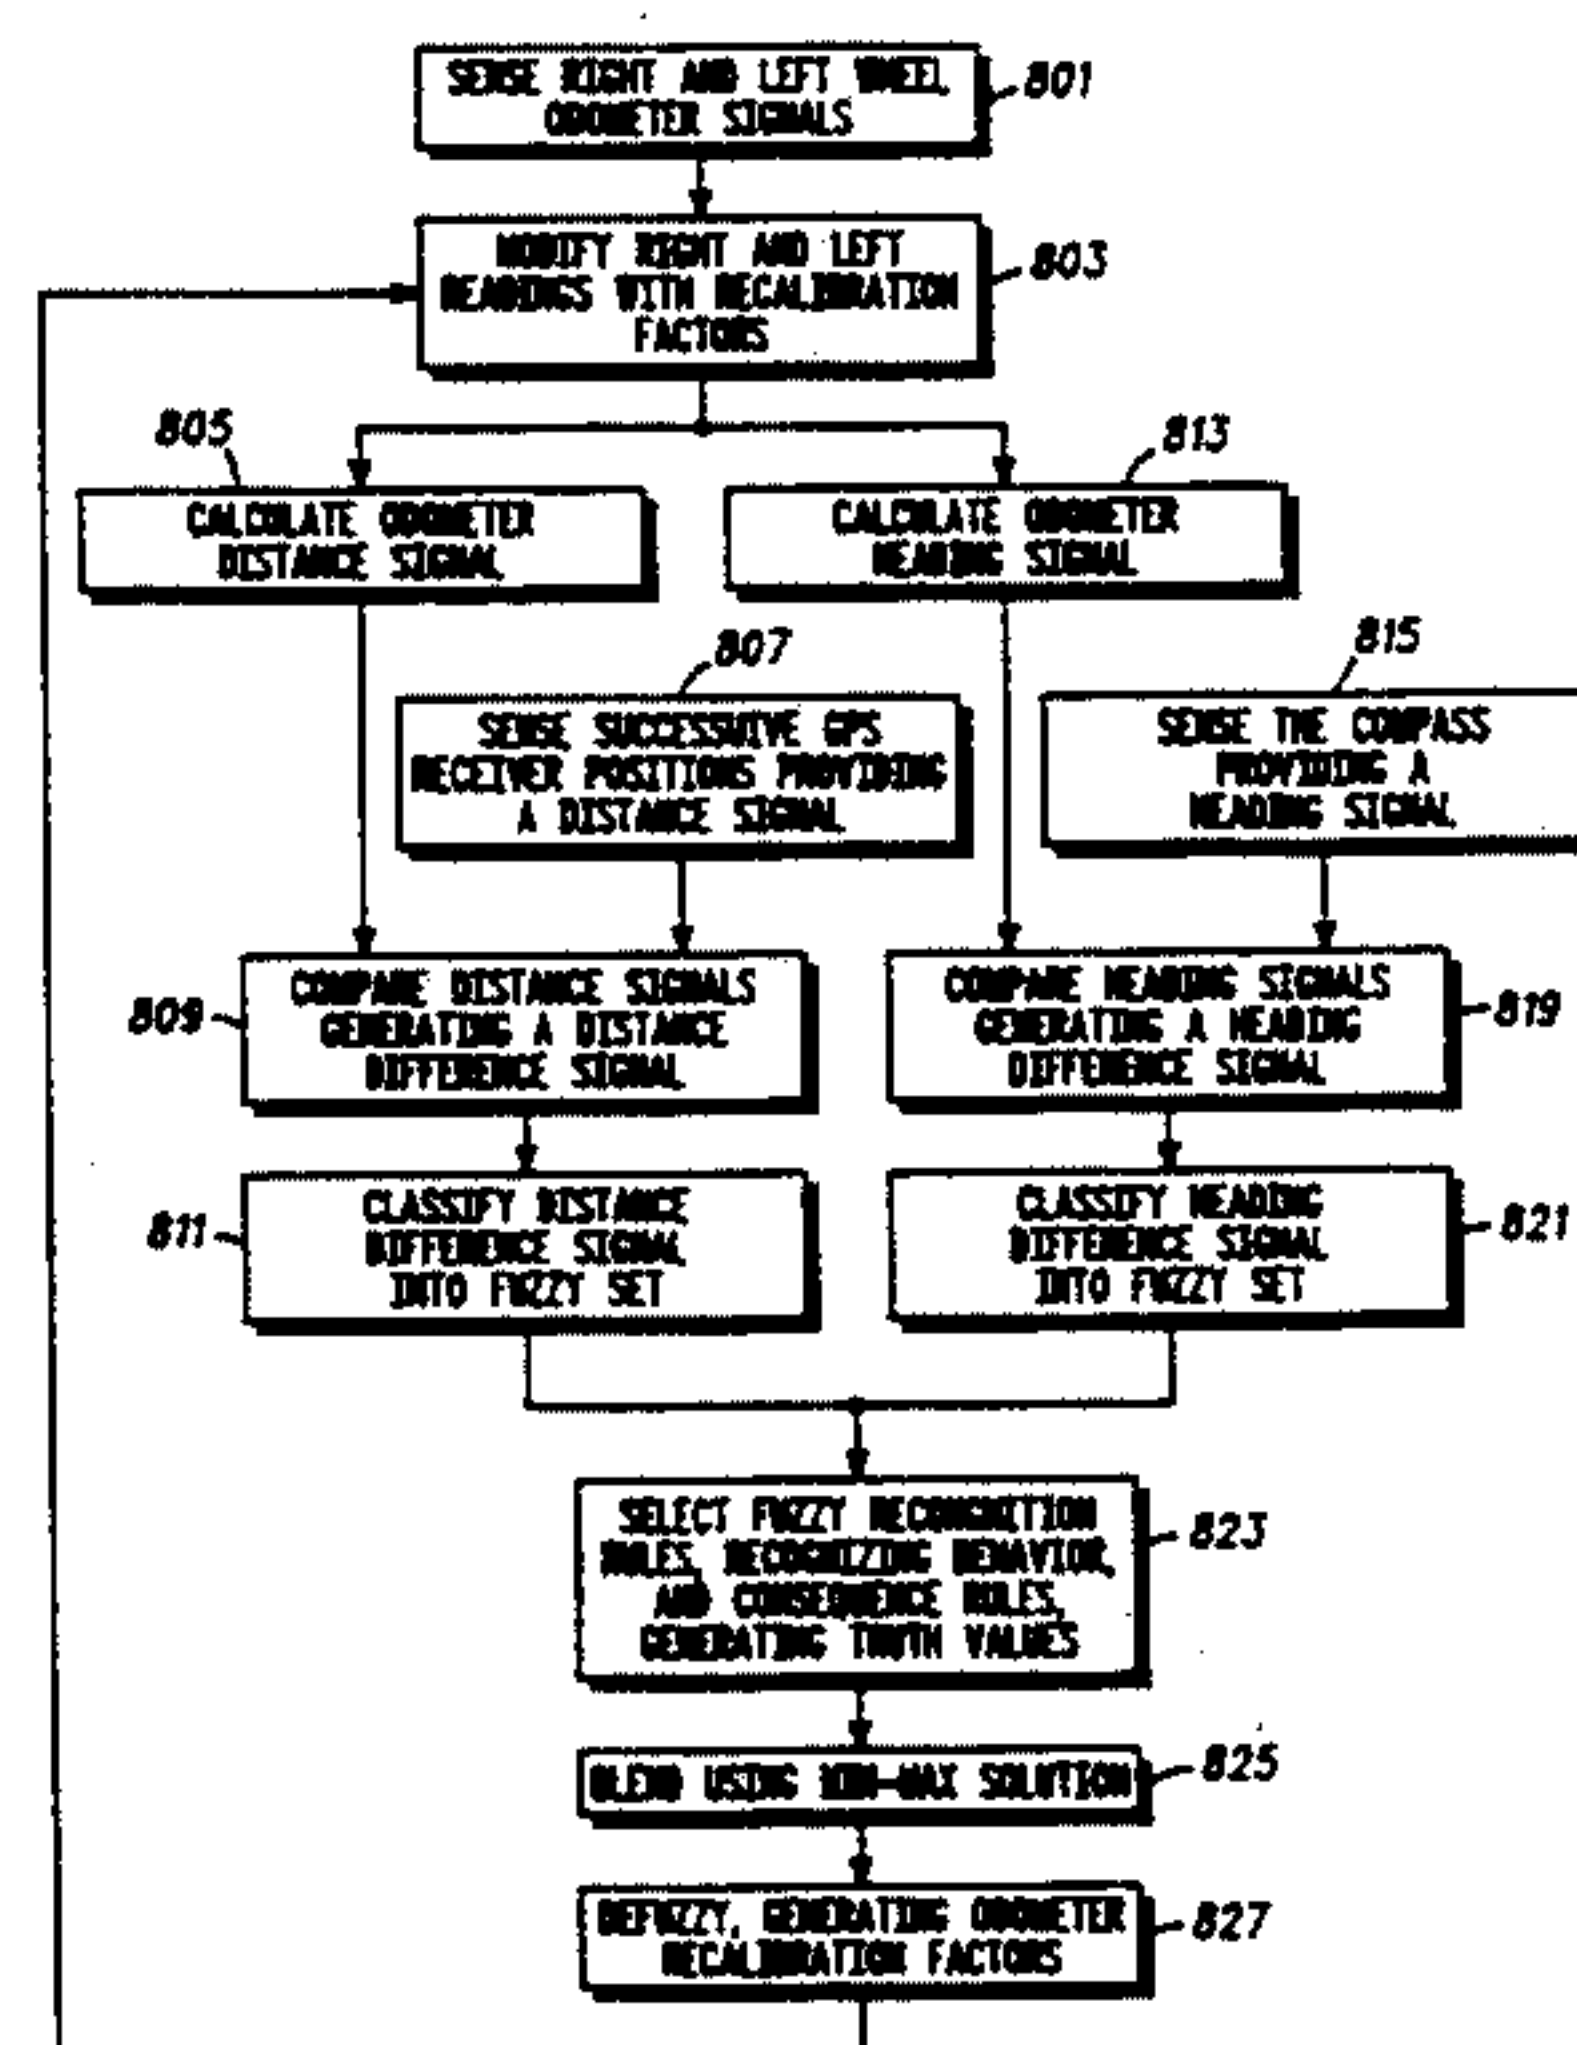 SENSE RIGHT AND LEFT WHEEL
ODOMETER SIGNALS
801
MODIFY RIGHT AND LEFT
READINGS WITH RECALIBRATION
FACTORS
803
805
CALCULATE ODOMETER
DISTANCE SIGNAL
813
CALCULATE ODOMETER
HEADING SIGNAL
807
SENSE SUCCESSIVE GPS
RECEIVER POSITIONS PROVIDING
A DISTANCE SIGNAL
815
SENSE THE COMPASS
PROVIDING A
HEADING SIGNAL
809
COMPARE DISTANCE SIGNALS
GENERATING A DISTANCE
DIFFERENCE SIGNAL
COMPARE HEADING SIGNALS
GENERATING A HEADING
DIFFERENCE SIGNAL
819
811
CLASSIFY DISTANCE
DIFFERENCE SIGNAL
INTO FUZZY SET
CLASSIFY HEADING
DIFFERENCE SIGNAL
INTO FUZZY SET
821
SELECT FUZZY RECOGNITION
RULES, RECOGNIZING BEHAVIOR,
AND CONSEQUENCE RULES,
GENERATING TRUTH VALUES
823
BLEND USING MIN-MAX SOLUTION
825
DEFUZZY, GENERATING ODOMETER
RECALIBRATION FACTORS
827